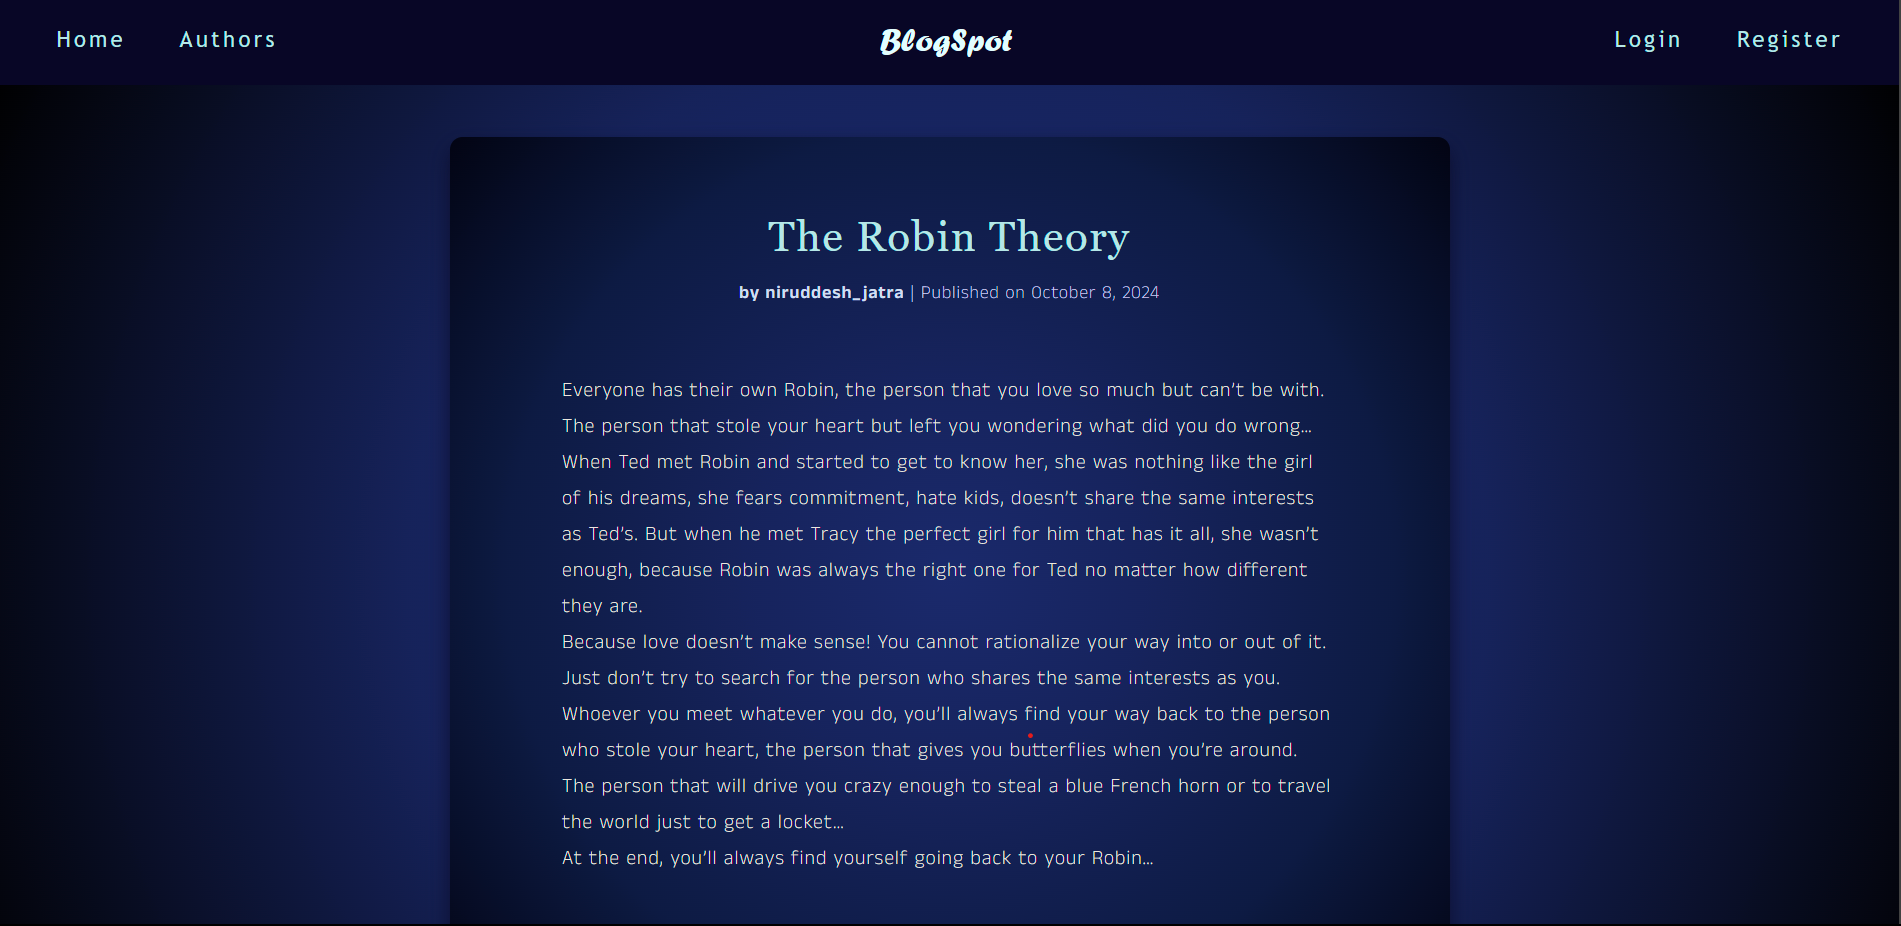 Home Authors BlogSpot Login Register
The Robin Theory
by niruddesh_jatra | Published on October 8, 2024
Everyone has their own Robin, the person that you love so much but can’t be with.
The person that stole your heart but left you wondering what did you do wrong…
When Ted met Robin and started to get to know her, she was nothing like the girl
of his dreams, she fears commitment, hate kids, doesn’t share the same interests
as Ted’s. But when he met Tracy the perfect girl for him that has it all, she wasn’t
enough, because Robin was always the right one for Ted no matter how different
they are.
Because love doesn’t make sense! You cannot rationalize your way into or out of it.
Just don’t try to search for the person who shares the same interests as you.
Whoever you meet whatever you do, you’ll always find your way back to the person
who stole your heart, the person that gives you butterflies when you’re around.
The person that will drive you crazy enough to steal a blue French horn or to travel
the world just to get a locket…
At the end, you’ll always find yourself going back to your Robin…